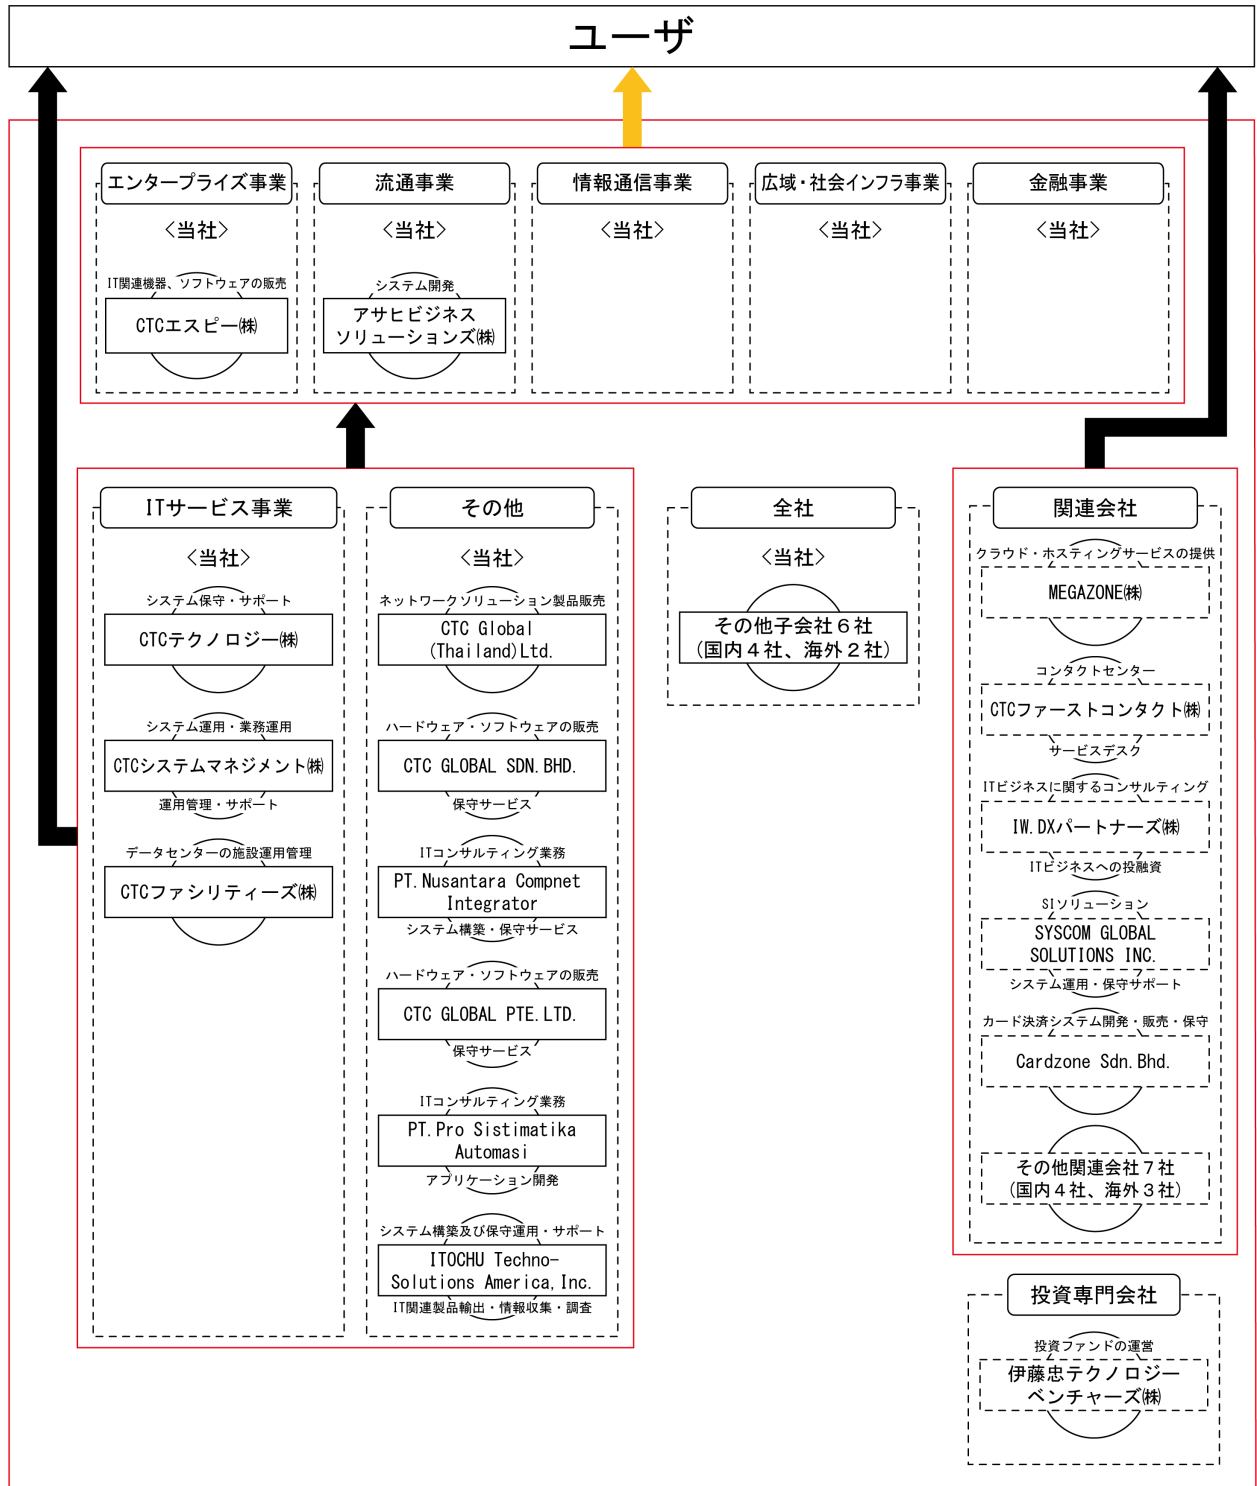 ユーザ
エンタープライズ事業
〈当社〉
IT関連機器、ソフトウェアの販売
CTCエスピー㈱
流通事業
〈当社〉
システム開発
アサヒビジネス
ソリューションズ㈱
情報通信事業
〈当社〉
広域・社会インフラ事業
〈当社〉
金融事業
〈当社〉
ITサービス事業
〈当社〉
システム保守・サポート
CTCテクノロジー㈱
システム運用・業務運用
CTCシステムマネジメント㈱
運用管理・サポート
データセンターの施設運用管理
CTCファシリティーズ㈱
その他
〈当社〉
ネットワークソリューション製品販売
CTC Global
(Thailand)Ltd.
ハードウェア・ソフトウェアの販売
CTC GLOBAL SDN.BHD.
保守サービス
ITコンサルティング業務
PT.Nusantara Compnet
Integrator
システム構築・保守サービス
ハードウェア・ソフトウェアの販売
CTC GLOBAL PTE.LTD.
保守サービス
ITコンサルティング業務
PT.Pro Sistimatika
Automasi
アプリケーション開発
システム構築及び保守運用・サポート
ITOCHU Techno-
Solutions America,Inc.
IT関連製品輸出・情報収集・調査
全社
〈当社〉
その他子会社６社
（国内４社、海外２社）
関連会社
クラウド・ホスティングサービスの提供
MEGAZONE㈱
コンタクトセンター
CTCファーストコンタクト㈱
サービスデスク
ITビジネスに関するコンサルティング
IW.DXパートナーズ㈱
ITビジネスへの投融資
SIソリューション
SYSCOM GLOBAL
SOLUTIONS INC.
システム運用・保守サポート
カード決済システム開発・販売・保守
Cardzone Sdn.Bhd.
その他関連会社７社
（国内４社、海外３社）
投資専門会社
投資ファンドの運営
伊藤忠テクノロジー
ベンチャーズ㈱